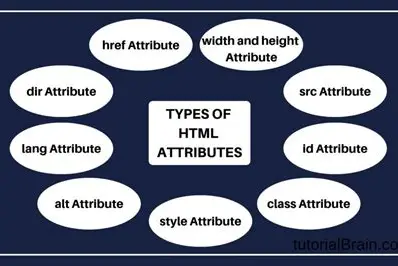 href Attribute
width and height
Attribute
dir Attribute
src Attribute
TYPES OF
HTML
ATTRIBUTES
lang Attribute
id Attribute
alt Attribute
class Attribute
style Attribute
tutorialBrain.co